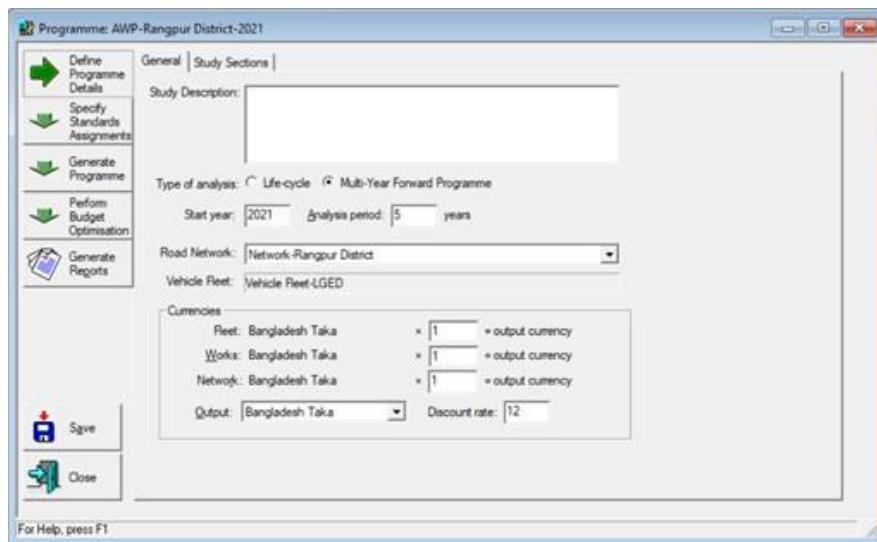 Programme: AWP-Rangpur District-2021
Define
Programme
Details
Specify
Standards
Assignments
Generate
Programme
Perform
Budget
Optimisation
Generate
Reports
Save
Close
General
Study Sections
Study Description:
Type of analysis: Life-cycle Multi-Year Forward Programme
Start year: 2021 Analysis period: 5 years
Road Network: Network-Rangpur District
Vehicle Fleet: Vehicle Fleet-LGED
Currencies
Fleet: Bangladesh Taka × 1 = output currency
Works: Bangladesh Taka × 1 = output currency
Network: Bangladesh Taka × 1 = output currency
Output: Bangladesh Taka Discount rate: 12
For Help, press F1